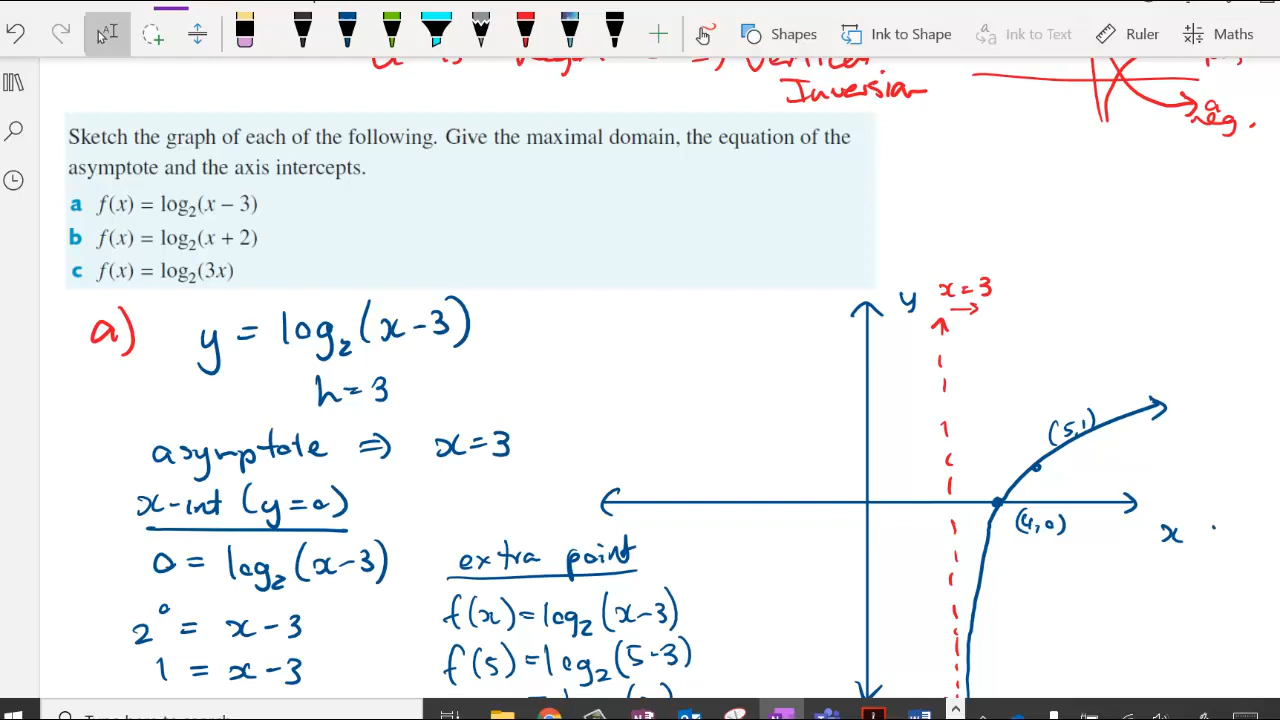 Shapes Ink to Shape Ink to Text Ruler Maths
a is
Inversion
a
neg.
Sketch the graph of each of the following. Give the maximal domain, the equation of the
asymptote and the axis intercepts.
a f(x) = log₂(x − 3)
b f(x) = log₂(x + 2)
c f(x) = log₂(3x)
a) y = log₂(x-3)
h = 3
asymptote ⇒ x = 3
x-int (y=0)
0 = log₂(x-3)
2⁰ = x - 3
1 = x - 3
extra point
f(x) = log₂(x-3)
f(5) = log₂(5-3)
y
x = 3
(5,1)
(4,0)
x